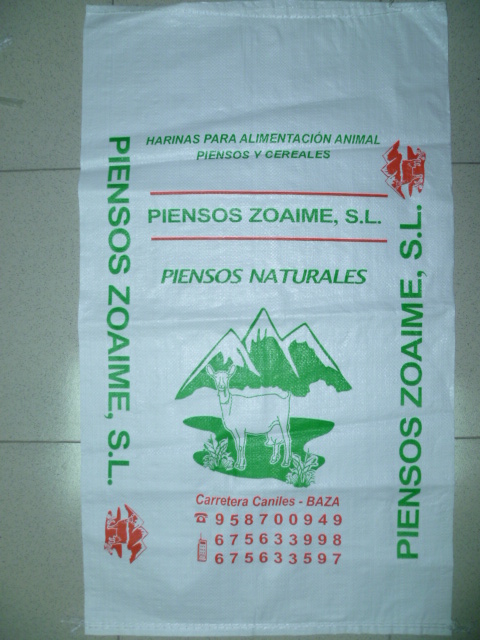 HARINAS PARA ALIMENTACIÓN ANIMAL
PIENSOS Y CEREALES
PIENSOS ZOAIME, S.L.
PIENSOS NATURALES
Carretera Caniles - BAZA
958700949
675633998
675633597
PIENSOS ZOAIME, S.L.
PIENSOS ZOAIME, S.L.